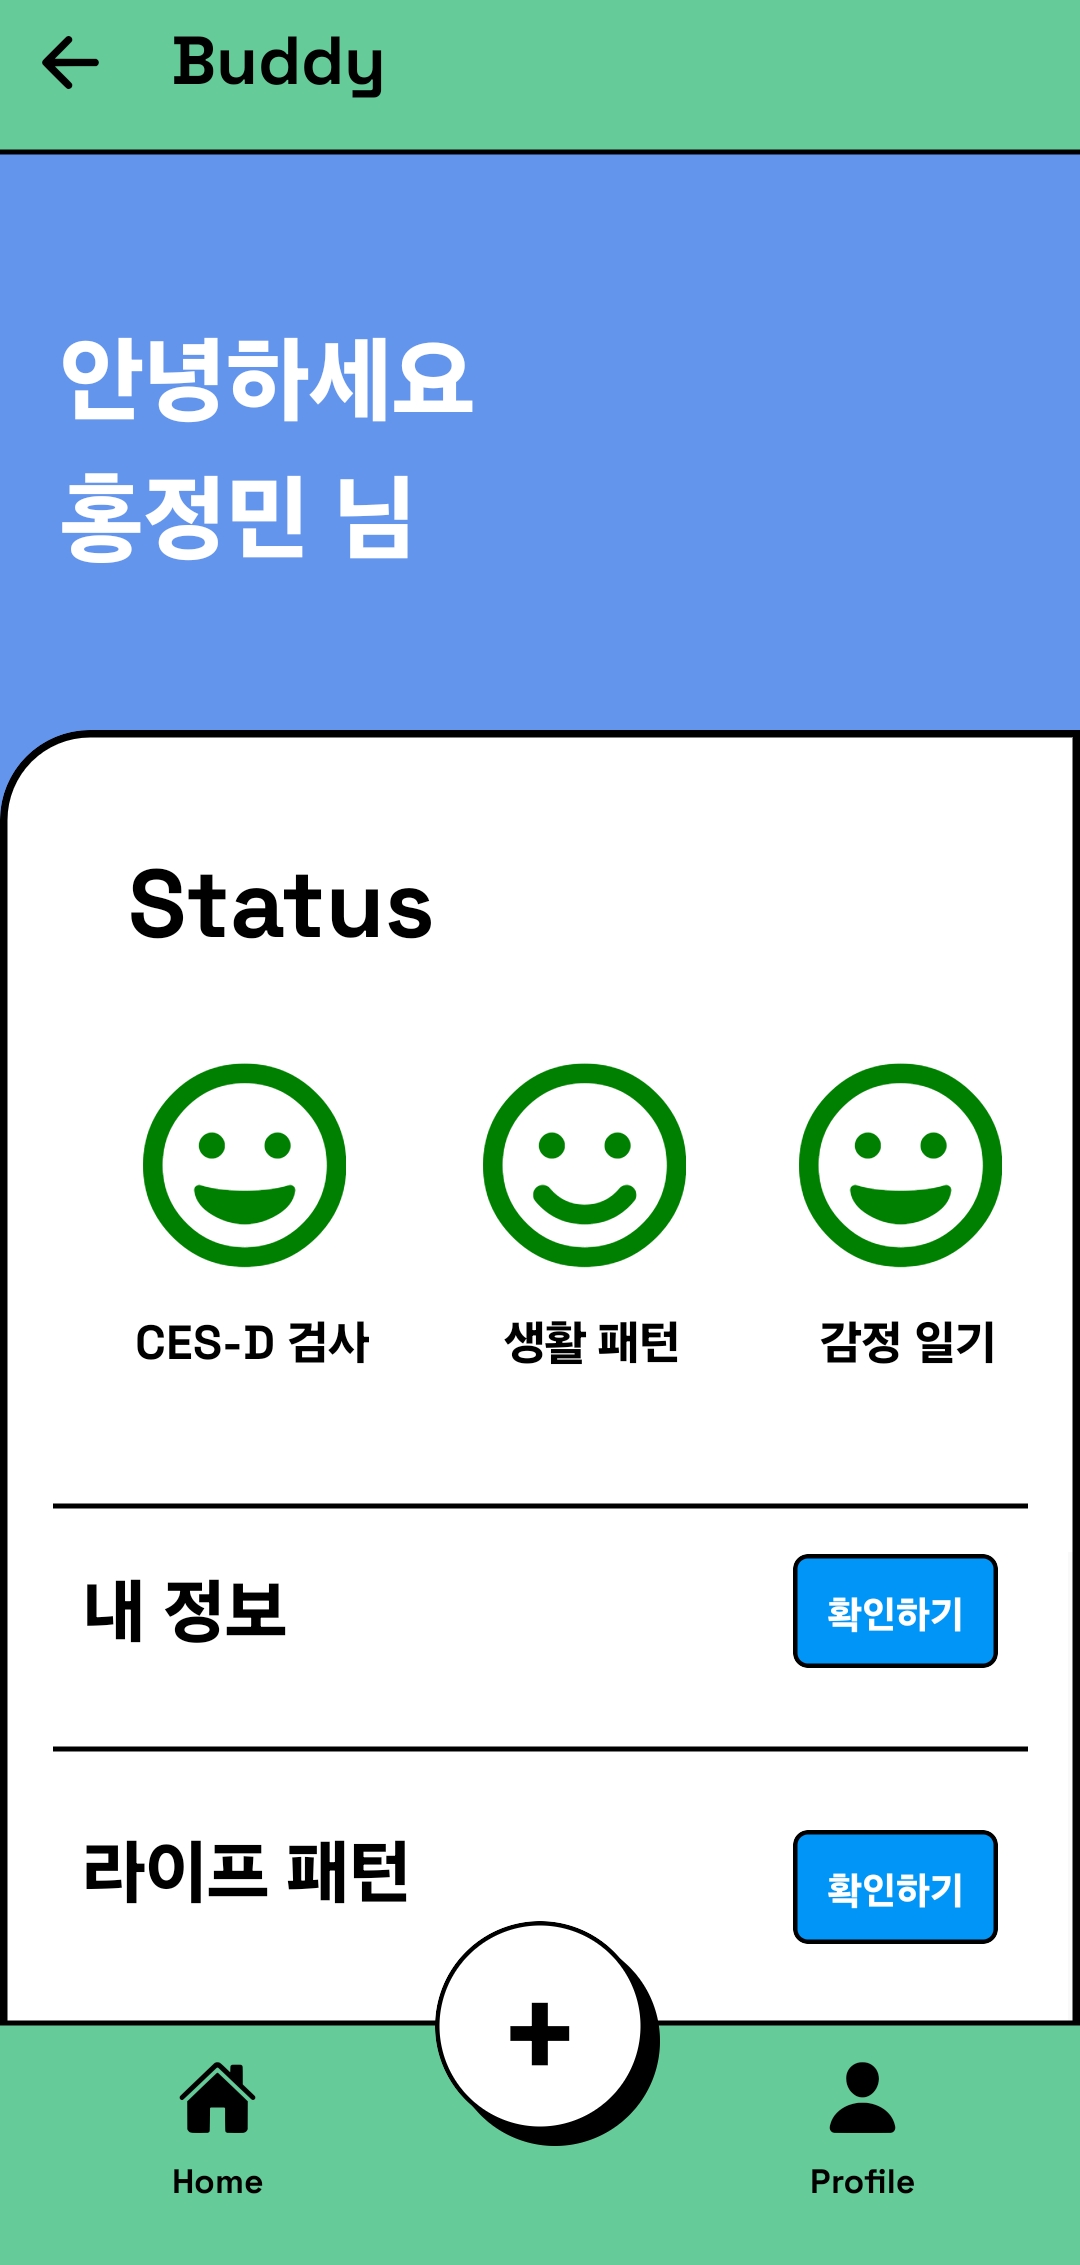 Buddy
안녕하세요
홍정민 님
Status
CES-D 검사
생활 패턴
감정 일기
내 정보
확인하기
라이프 패턴
확인하기
+
Home
Profile